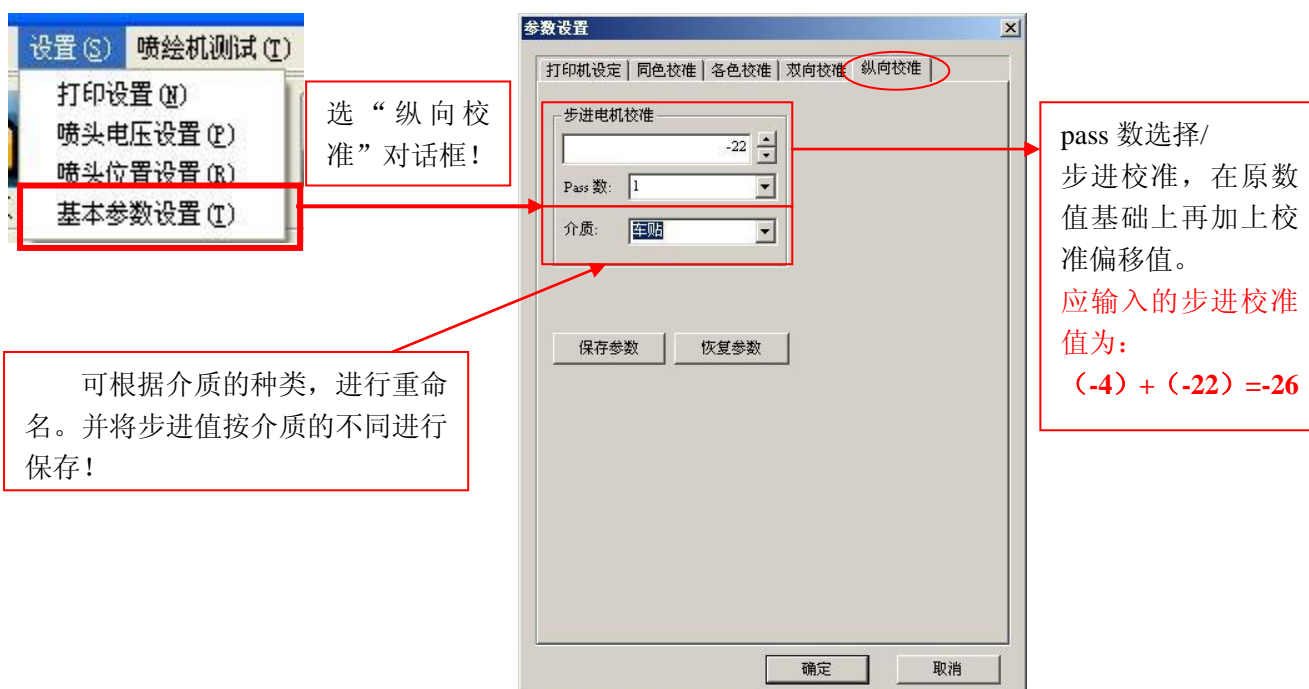 设置(S) 喷绘机测试(T)
打印设置(N)
喷头电压设置(P)
喷头位置设置(R)
基本参数设置(T)
选“纵向校
准”对话框！
参数设置
打印机设定 同色校准 各色校准 双向校准 纵向校准
步进电机校准
-22
Pass 数: 1
介质: 车贴
保存参数 恢复参数
确定 取消
pass 数选择/
步进校准，在原数
值基础上再加上校
准偏移值。
应输入的步进校准
值为：
（-4）+（-22）=-26
可根据介质的种类，进行重命
名。并将步进值按介质的不同进行
保存！